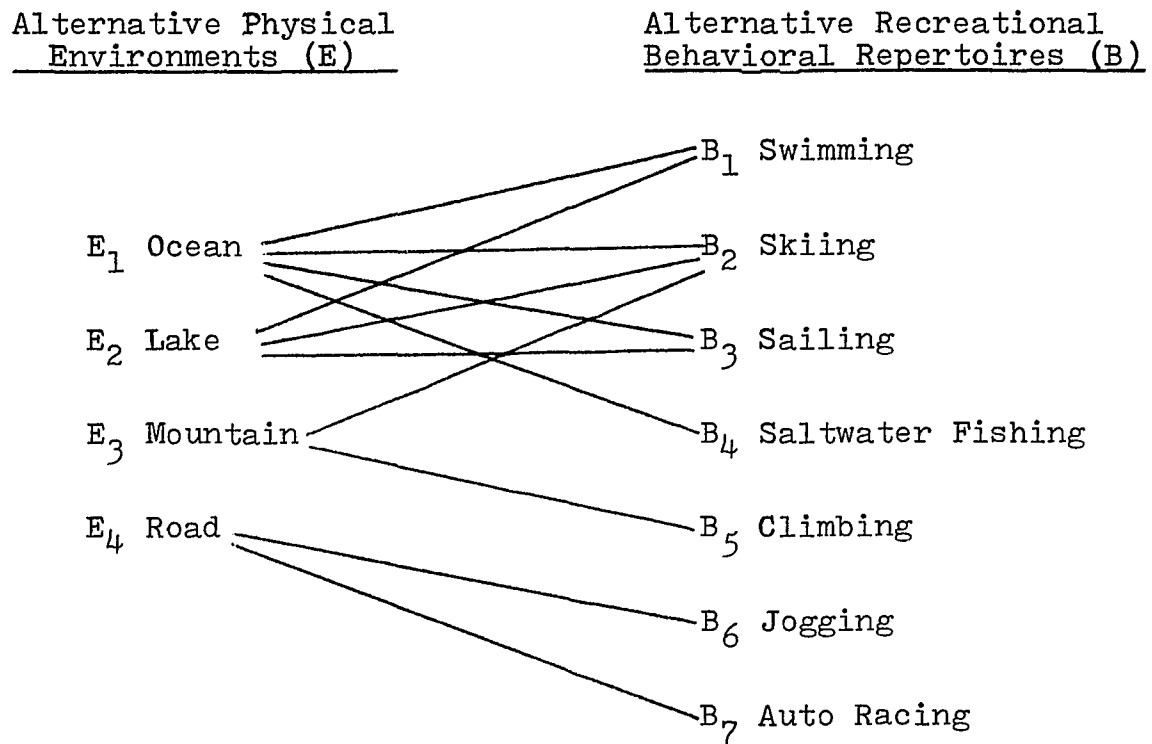 Alternative Physical
Environments (E)
Alternative Recreational
Behavioral Repertoires (B)
E1 Ocean
E2 Lake
E3 Mountain
E4 Road
B1 Swimming
B2 Skiing
B3 Sailing
B4 Saltwater Fishing
B5 Climbing
B6 Jogging
B7 Auto Racing